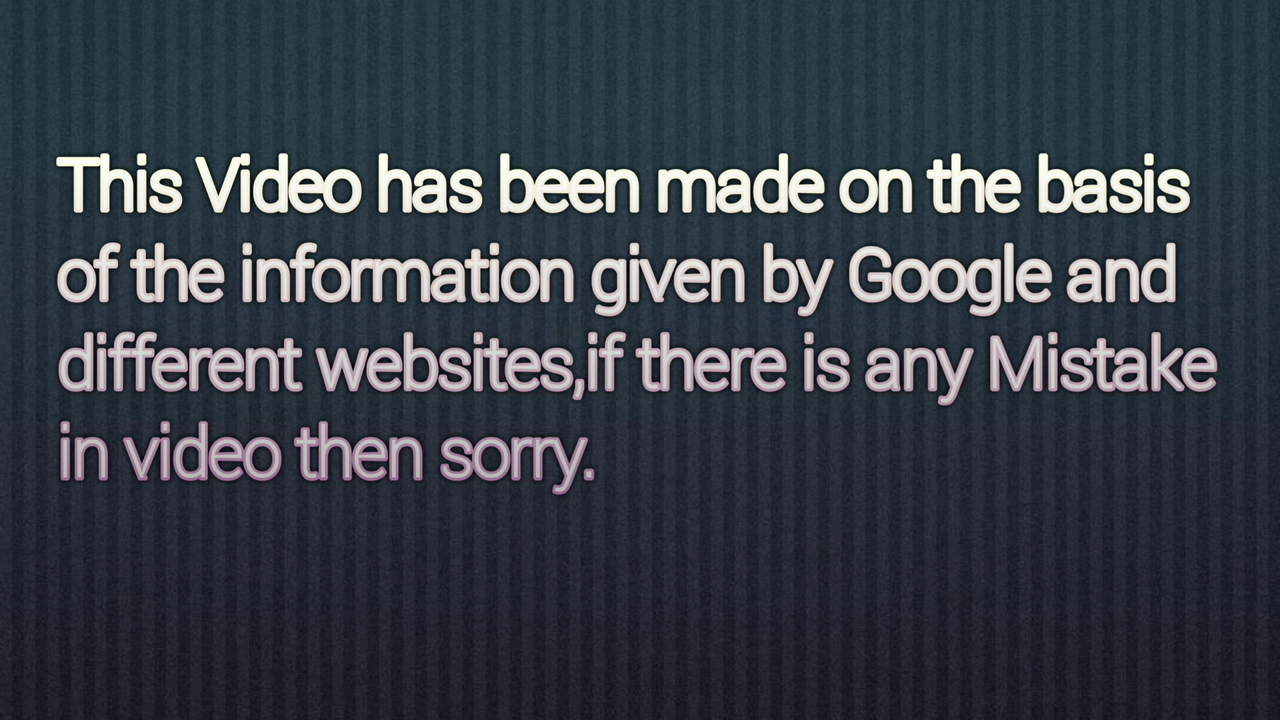 This Video has been made on the basis
of the information given by Google and
different websites,if there is any Mistake
in video then sorry.